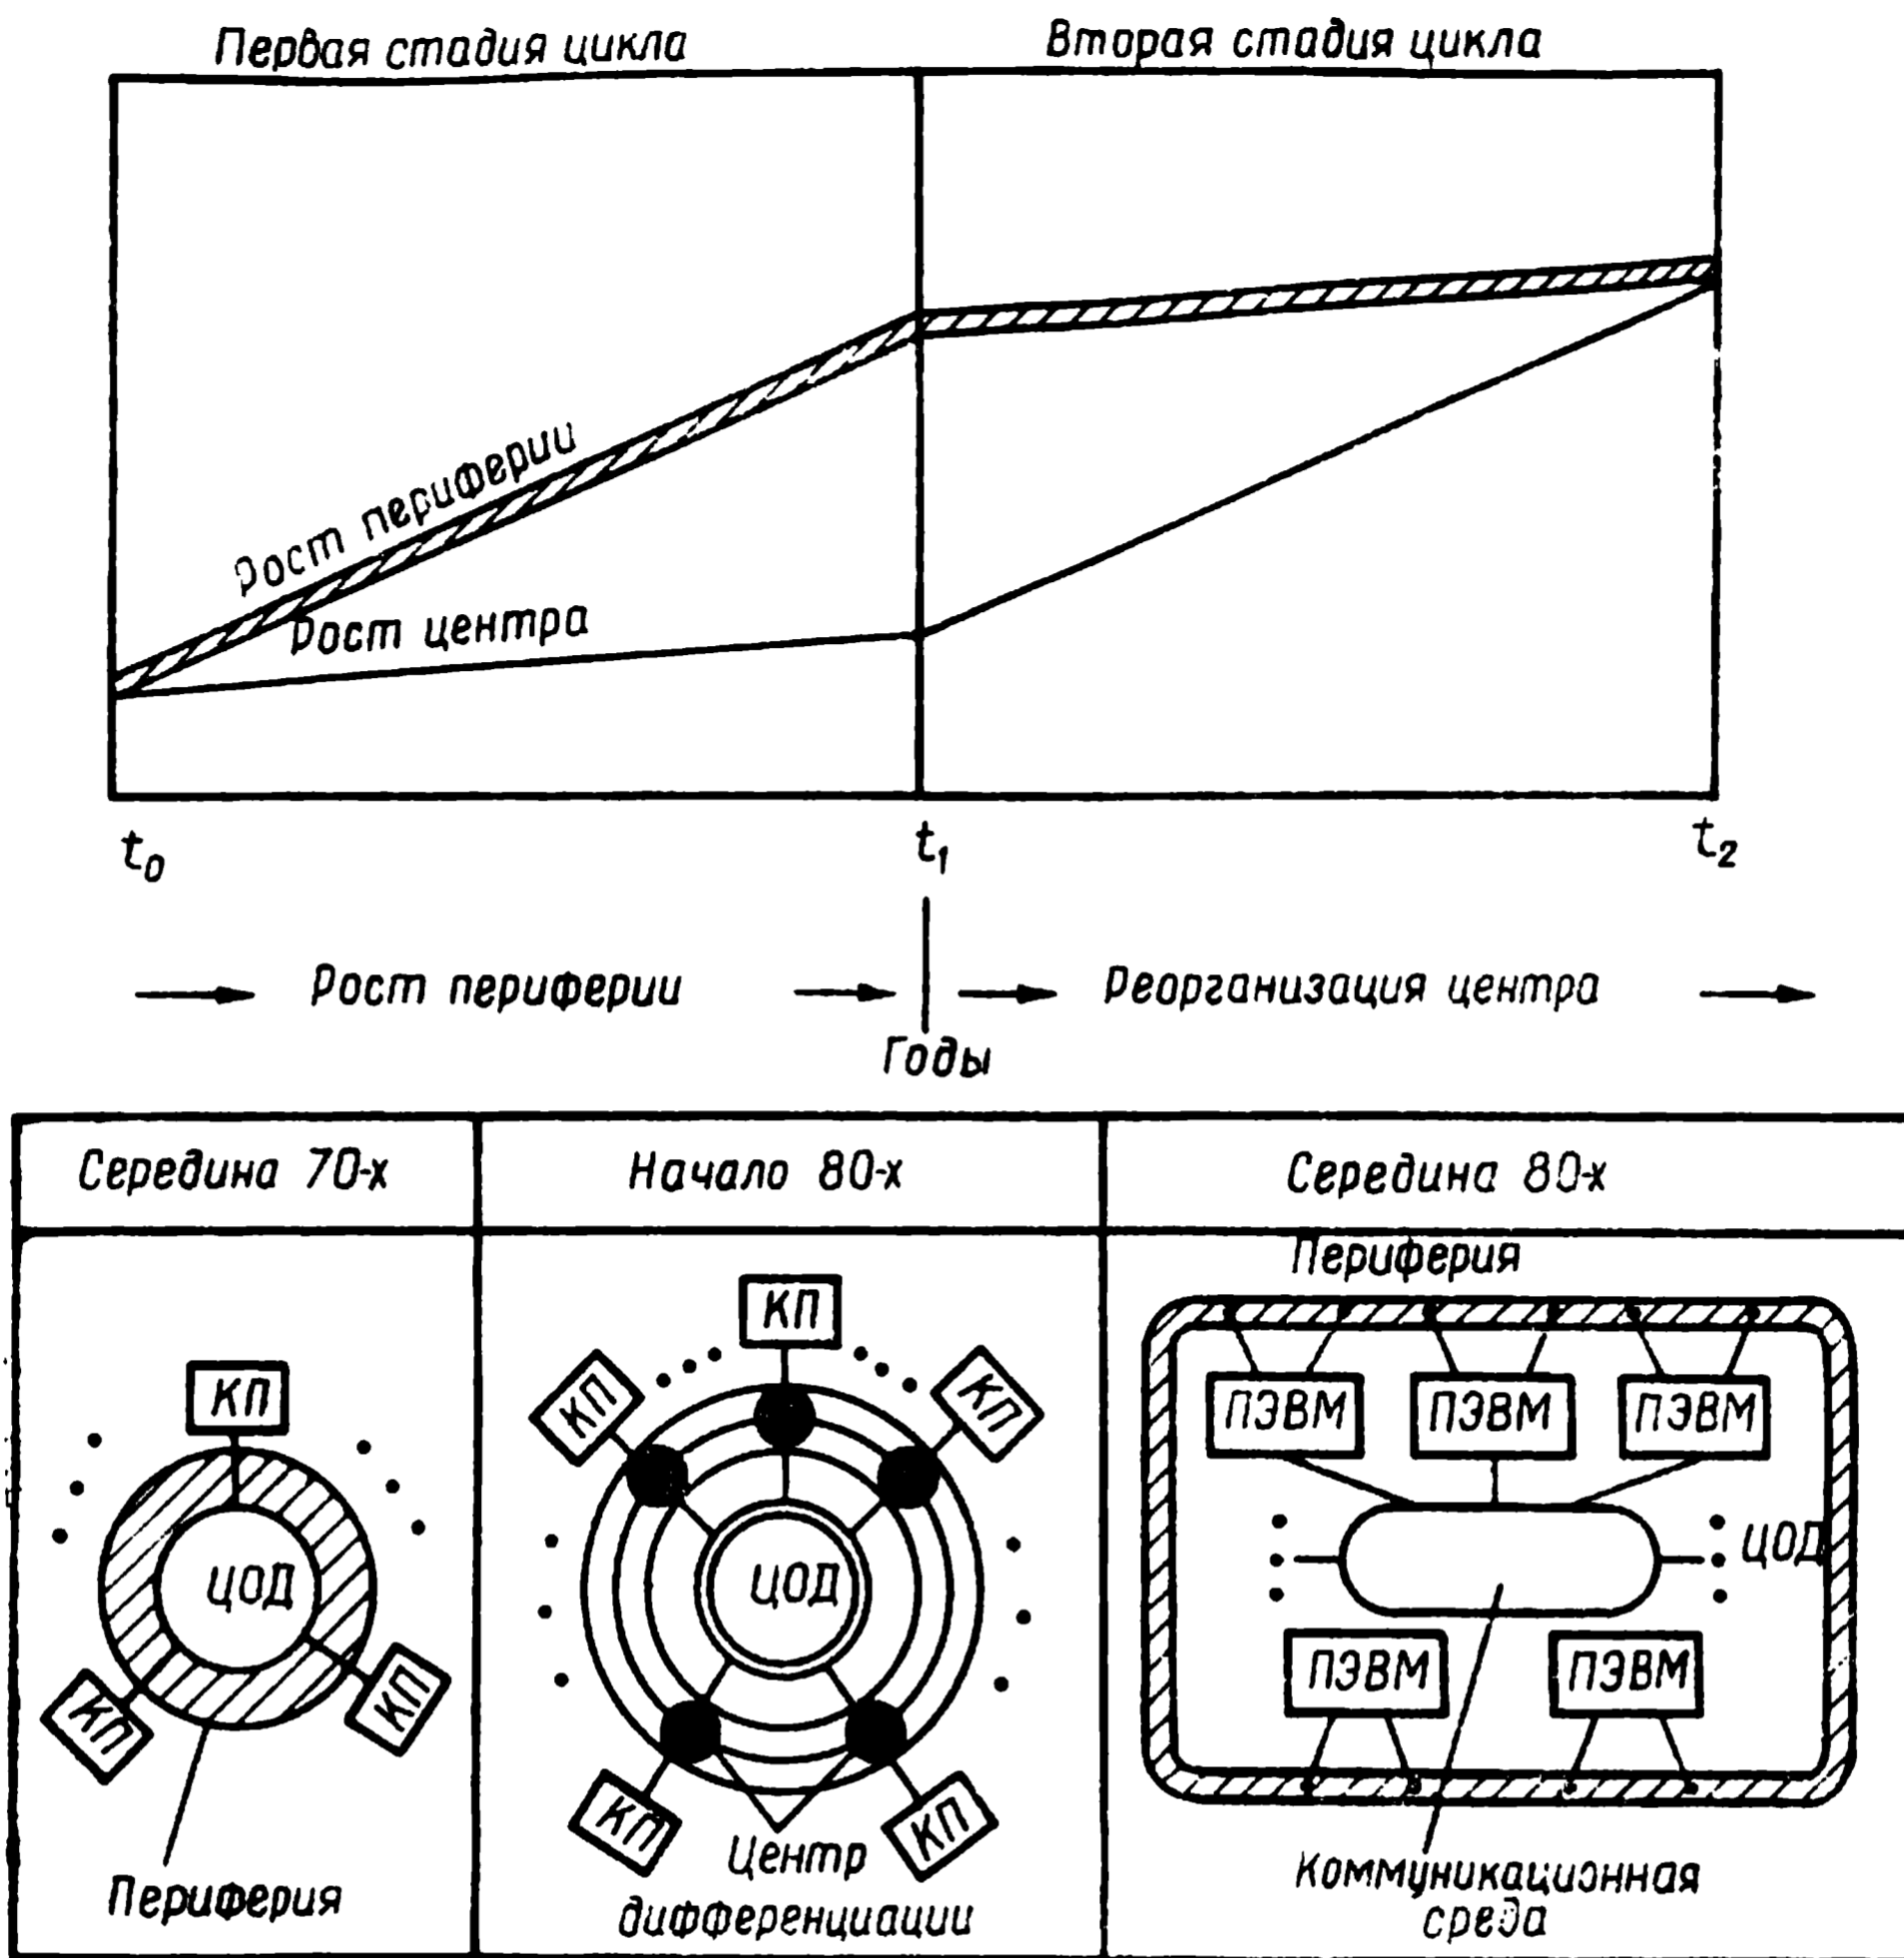 Первая стадия цикла
Вторая стадия цикла
Рост периферии
Рост центра
t₀
t₁
t₂
Рост периферии
Реорганизация центра
Годы
Середина 70-х
Начало 80-х
Середина 80-х
КП
ЦОД
КП
КП
Периферия
КП
КП
КП
ЦОД
КП
КП
Центр
дифференциации
Периферия
ПЭВМ
ПЭВМ
ПЭВМ
ЦОД
ПЭВМ
ПЭВМ
Коммуникационная
среда